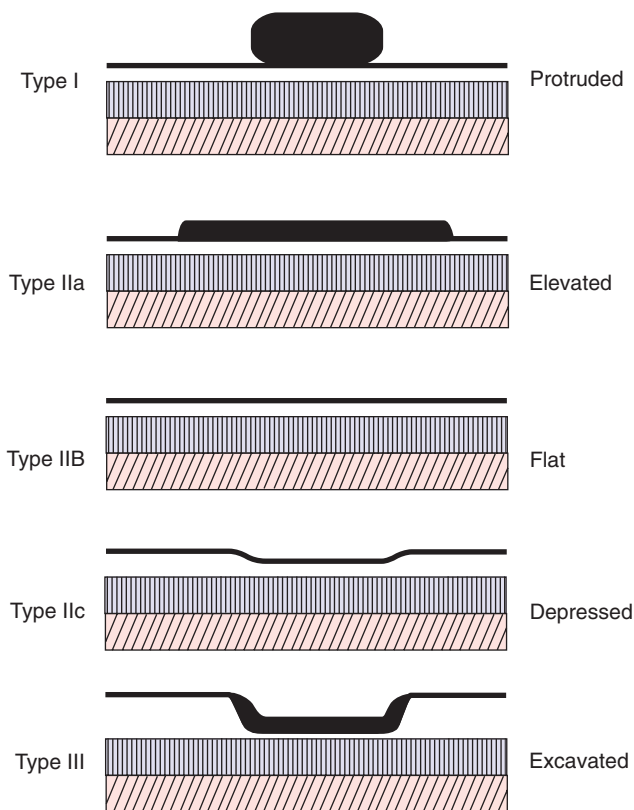 Type I Protruded
Type IIa Elevated
Type IIB Flat
Type IIc Depressed
Type III Excavated